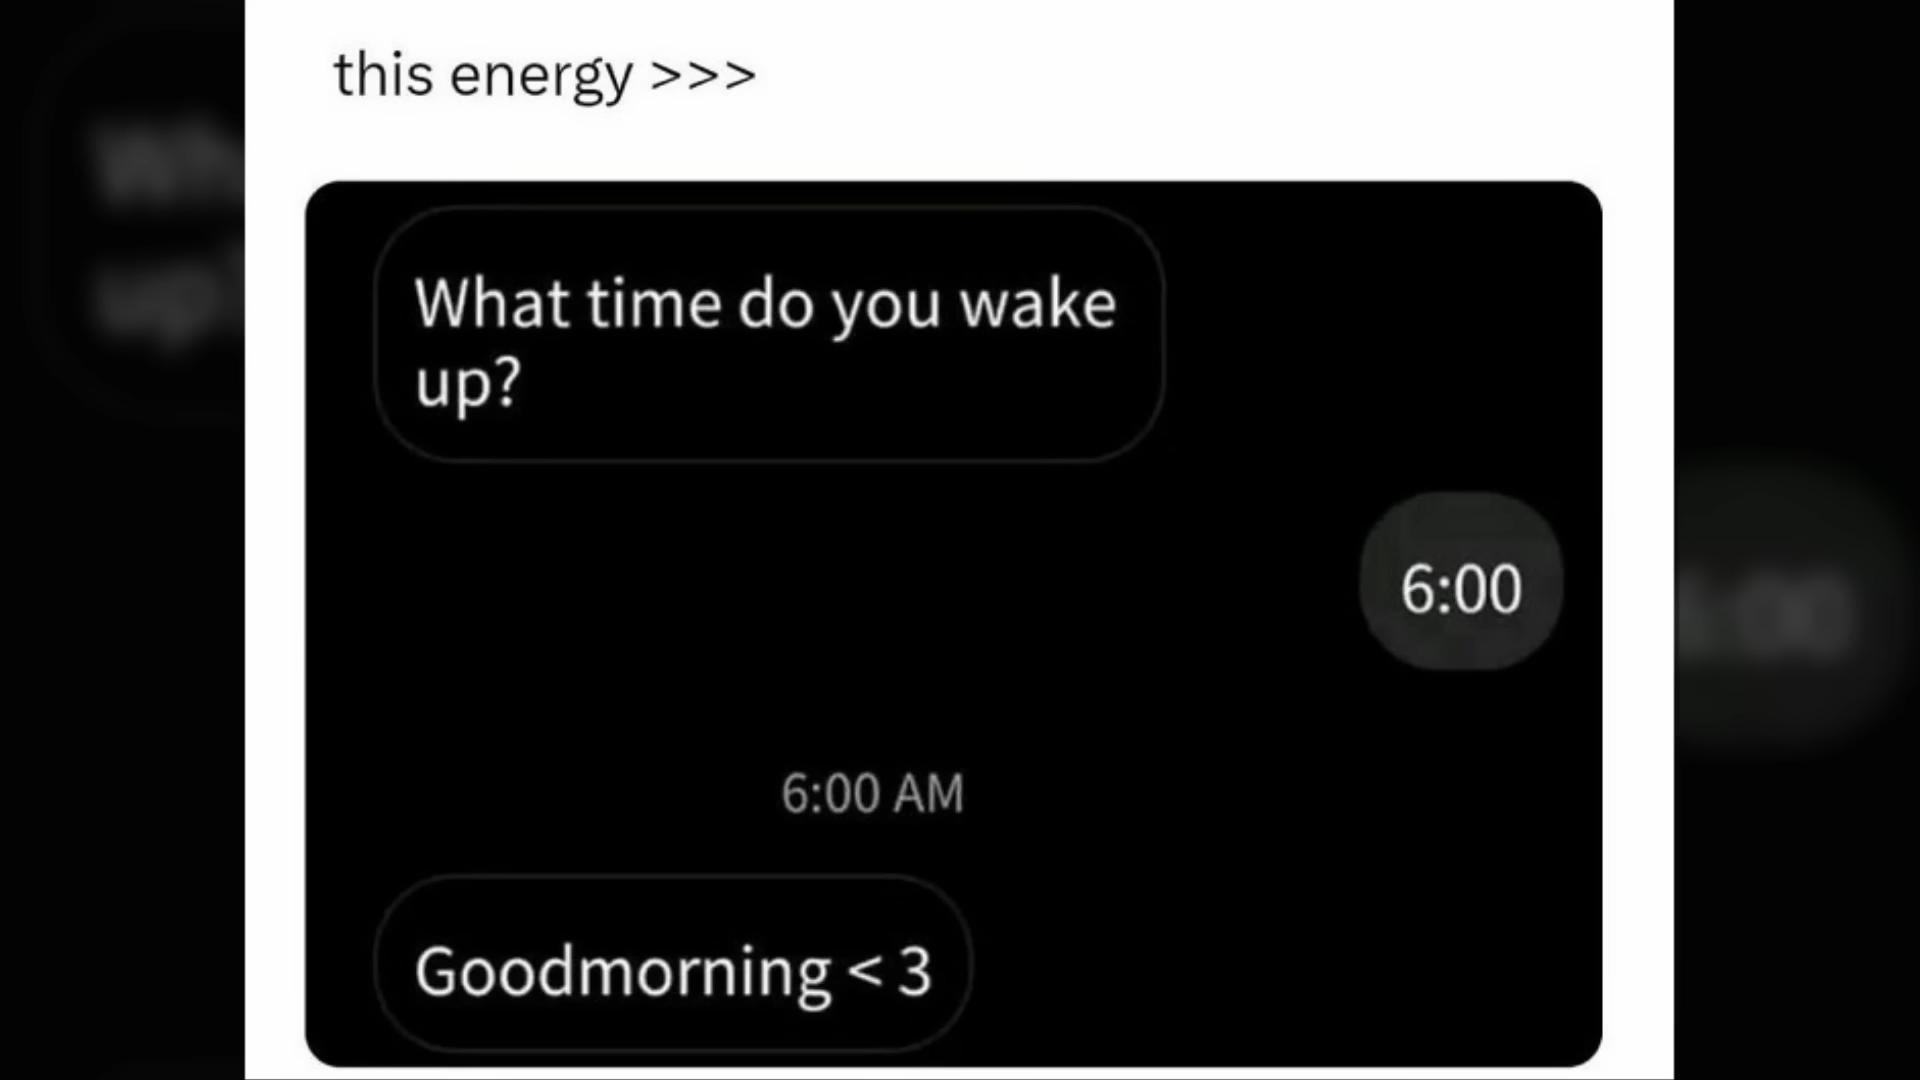 this energy >>>
What time do you wake
up?
6:00
6:00 AM
Goodmorning < 3